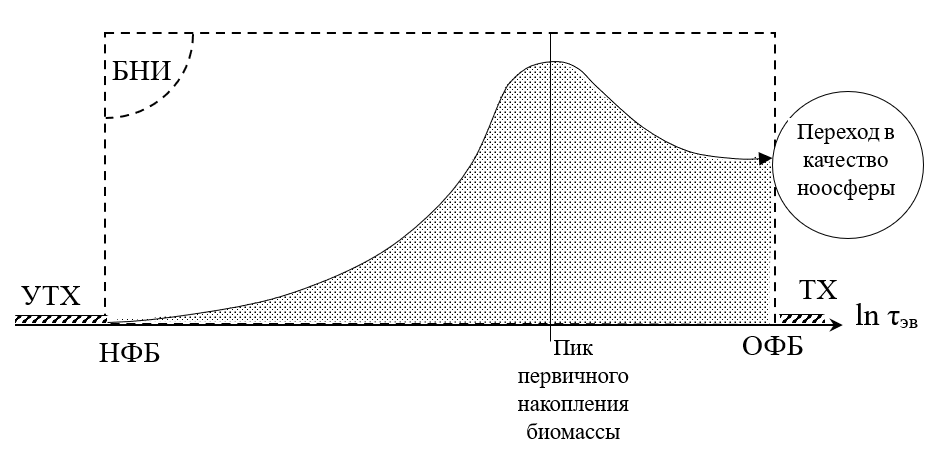 БНИ
Переход в
качество
ноосферы
УТХ
ТХ
ln τэв
НФБ
ОФБ
Пик
первичного
накопления
биомассы